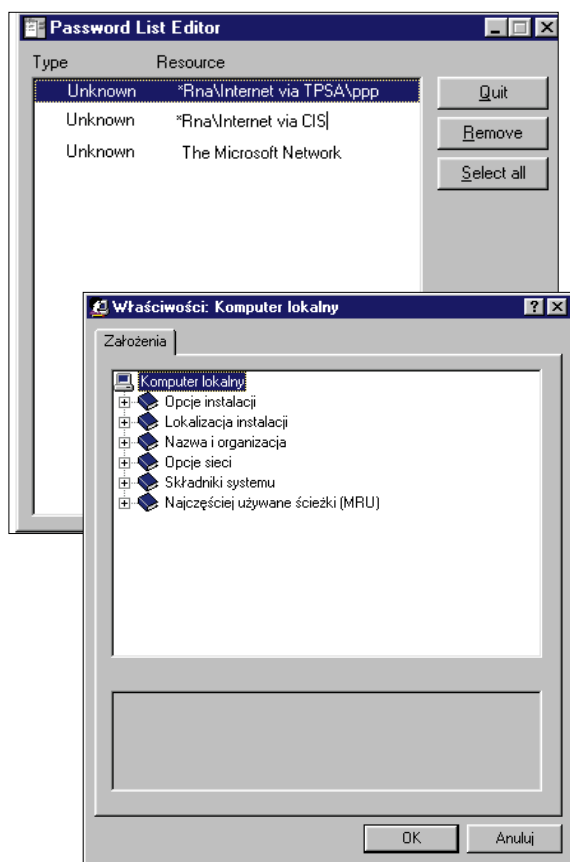 Password List Editor
Type Resource
Unknown *Rna\Internet via TPSA\ppp
Unknown *Rna\Internet via CIS
Unknown The Microsoft Network
Quit
Remove
Select all
Właściwości: Komputer lokalny
Założenia
Komputer lokalny
Opcje instalacji
Lokalizacja instalacji
Nazwa i organizacja
Opcje sieci
Składniki systemu
Najczęściej używane ścieżki (MRU)
OK Anuluj